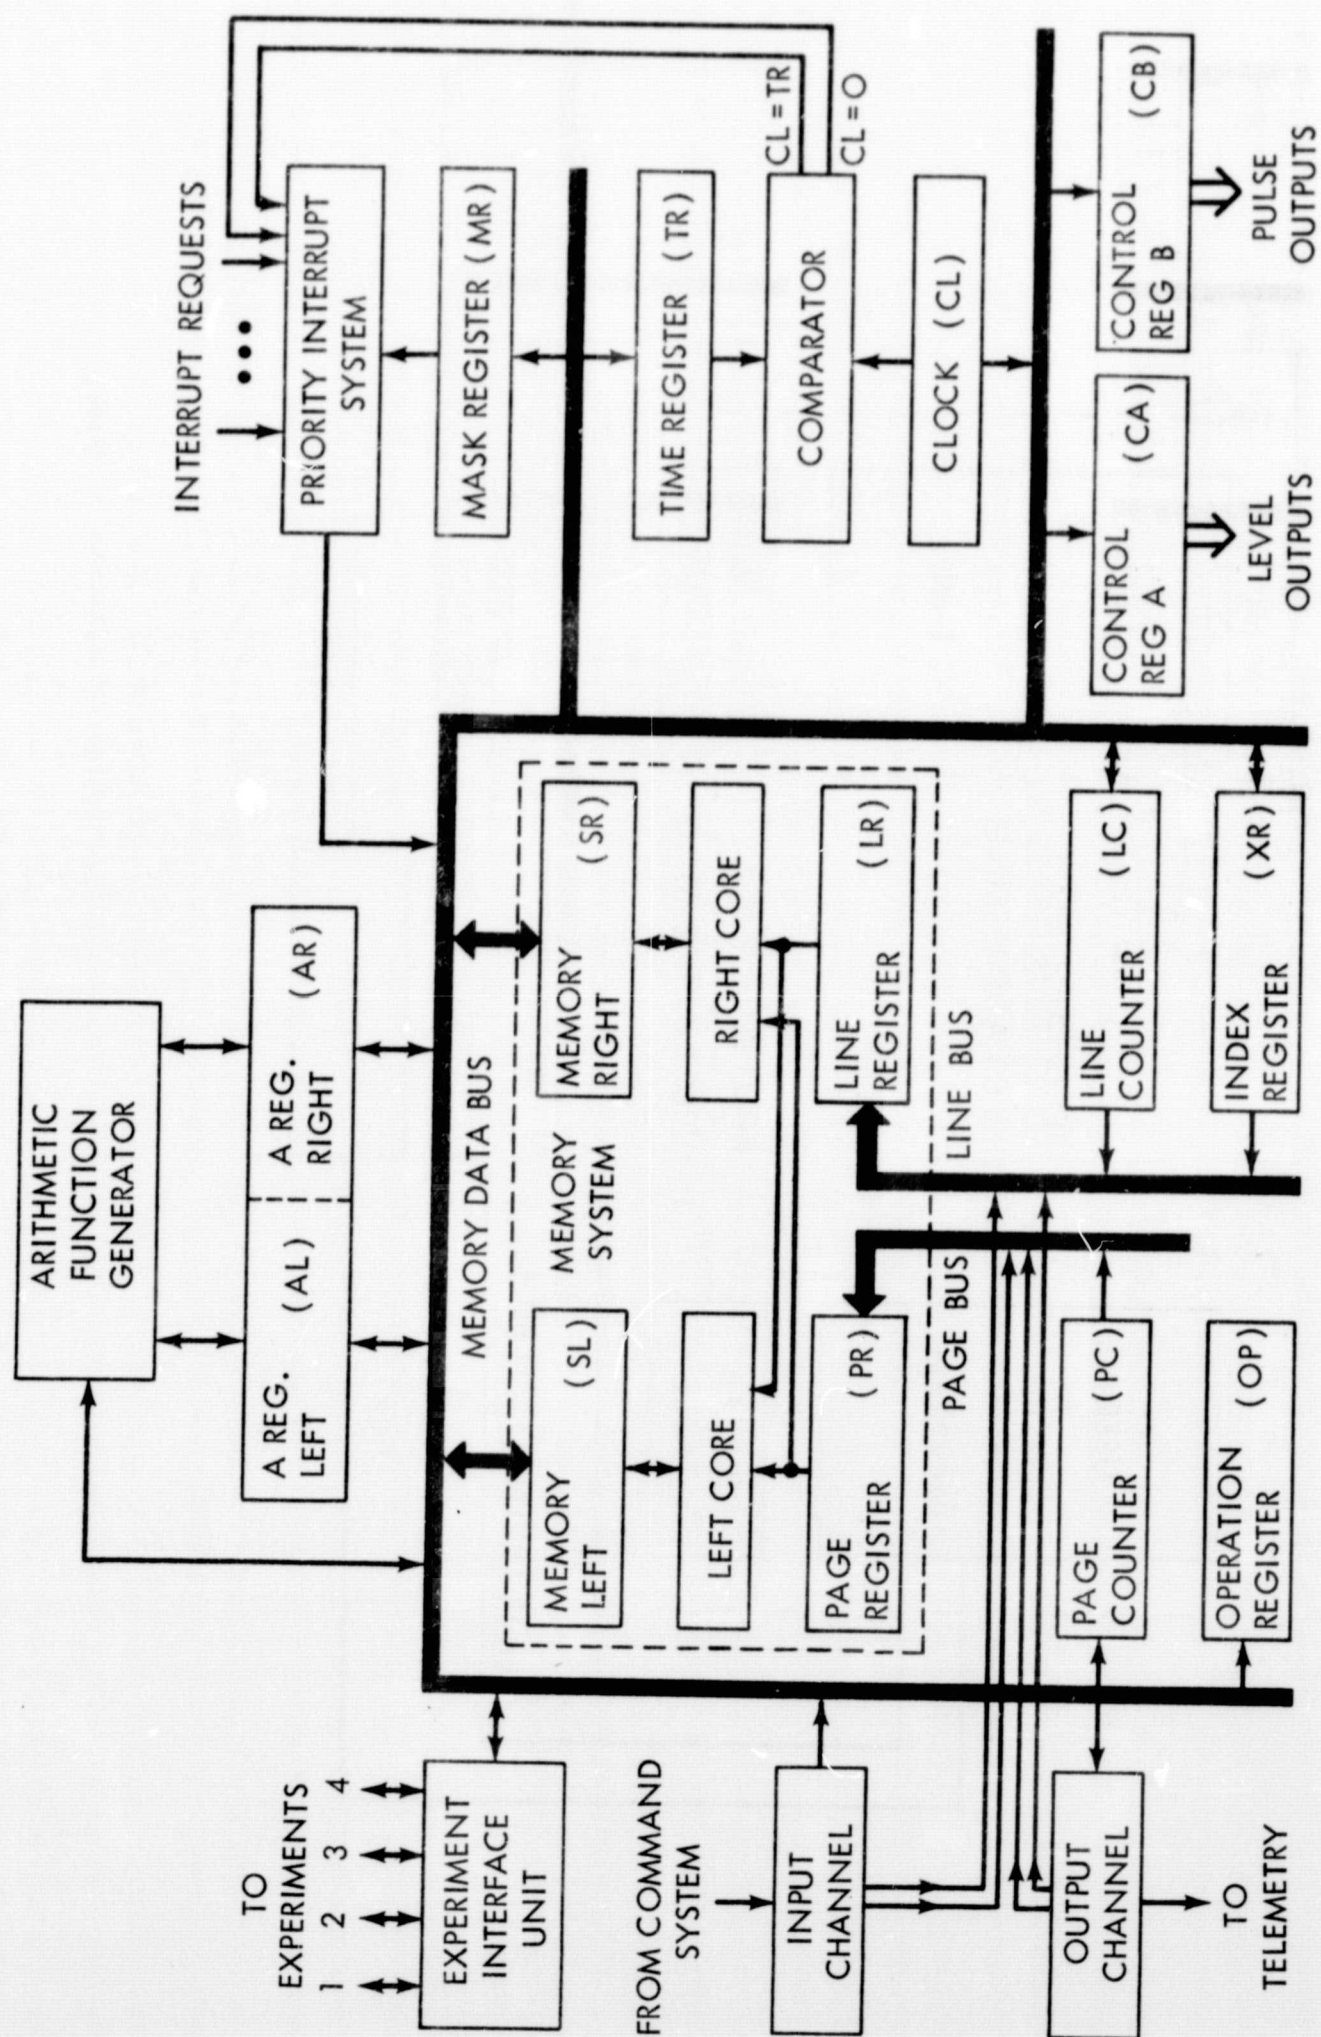 ARITHMETIC
FUNCTION
GENERATOR
A REG.
LEFT
(AL)
A REG.
RIGHT
(AR)
INTERRUPT REQUESTS
PRIORITY INTERRUPT
SYSTEM
MASK REGISTER (MR)
TIME REGISTER (TR)
COMPARATOR
CL = TR
CL = O
CLOCK (CL)
CONTROL
REG A
(CA)
CONTROL
REG B
(CB)
LEVEL
OUTPUTS
PULSE
OUTPUTS
MEMORY DATA BUS
MEMORY
LEFT
(SL)
MEMORY
SYSTEM
MEMORY
RIGHT
(SR)
LEFT CORE
RIGHT CORE
PAGE
REGISTER
(PR)
LINE
REGISTER
(LR)
PAGE BUS
LINE BUS
PAGE
COUNTER
(PC)
LINE
COUNTER
(LC)
OPERATION
REGISTER
(OP)
INDEX
REGISTER
(XR)
TO
EXPERIMENTS
1 2 3 4
EXPERIMENT
INTERFACE
UNIT
FROM COMMAND
SYSTEM
INPUT
CHANNEL
OUTPUT
CHANNEL
TO
TELEMETRY